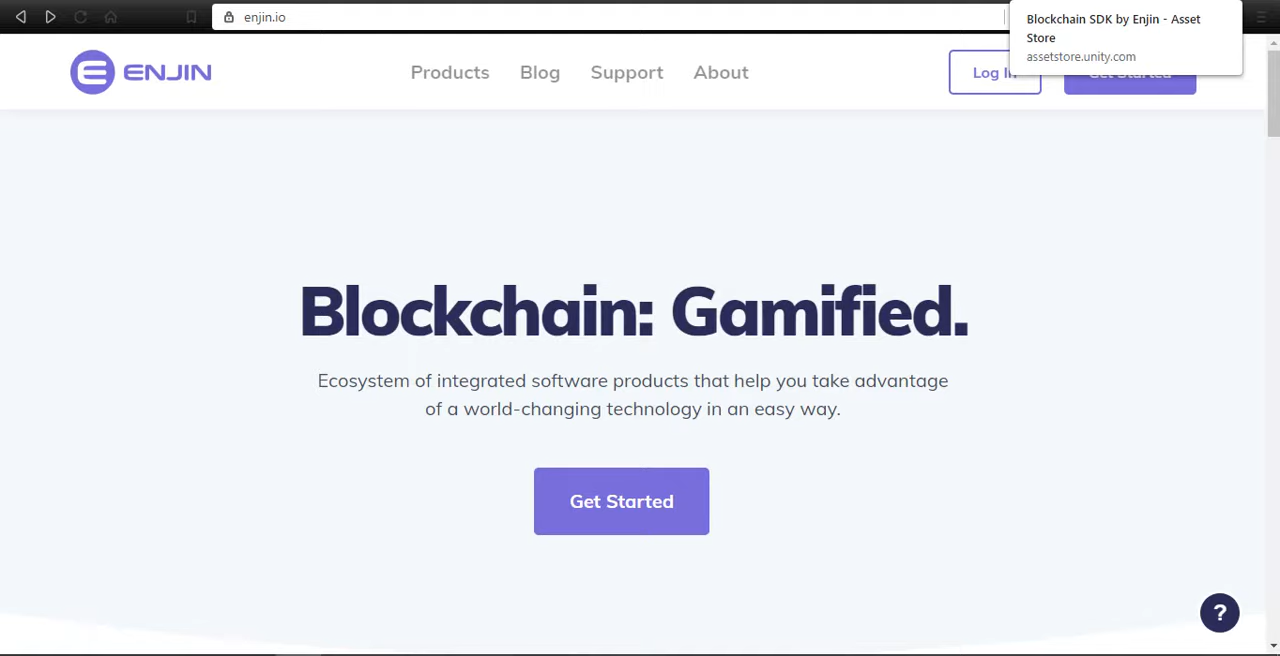 enjin.io
Blockchain SDK by Enjin - Asset
Store
assetstore.unity.com
ENJIN
Products
Blog
Support
About
Log In
Get Started
Blockchain: Gamified.
Ecosystem of integrated software products that help you take advantage
of a world-changing technology in an easy way.
Get Started
?